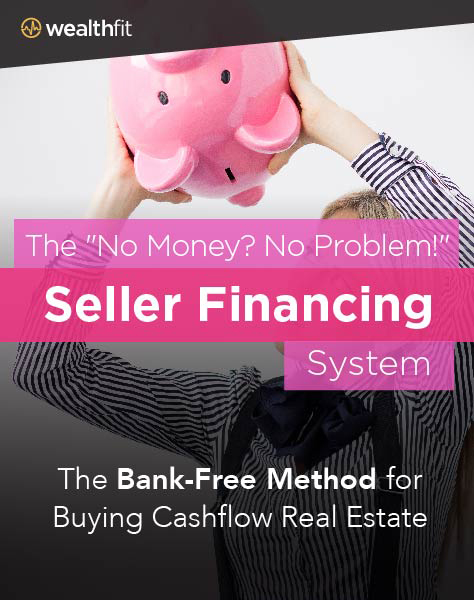 wealthfit
The "No Money? No Problem!"
Seller Financing
System
The Bank-Free Method for
Buying Cashflow Real Estate